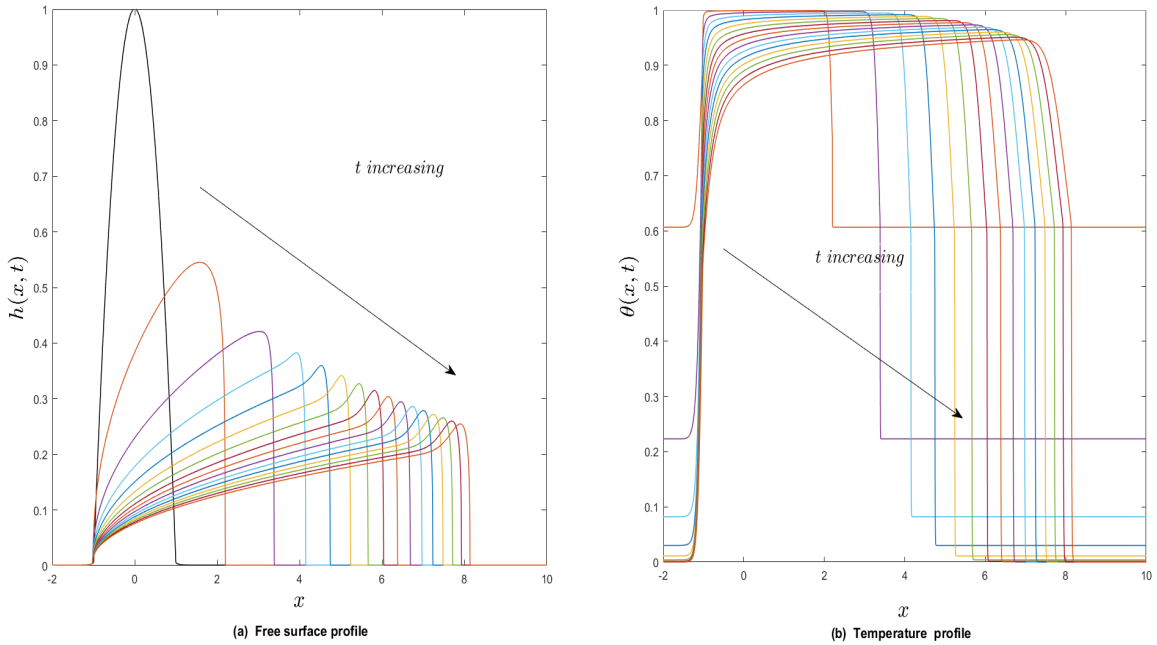 1
0.9
0.8
0.7
0.6
0.5
0.4
0.3
0.2
0.1
0
-2 0 2 4 6 8 10
h(x, t)
t increasing
x
(a) Free surface profile
1
0.9
0.8
0.7
0.6
0.5
0.4
0.3
0.2
0.1
0
-2 0 2 4 6 8 10
θ(x, t)
t increasing
x
(b) Temperature profile